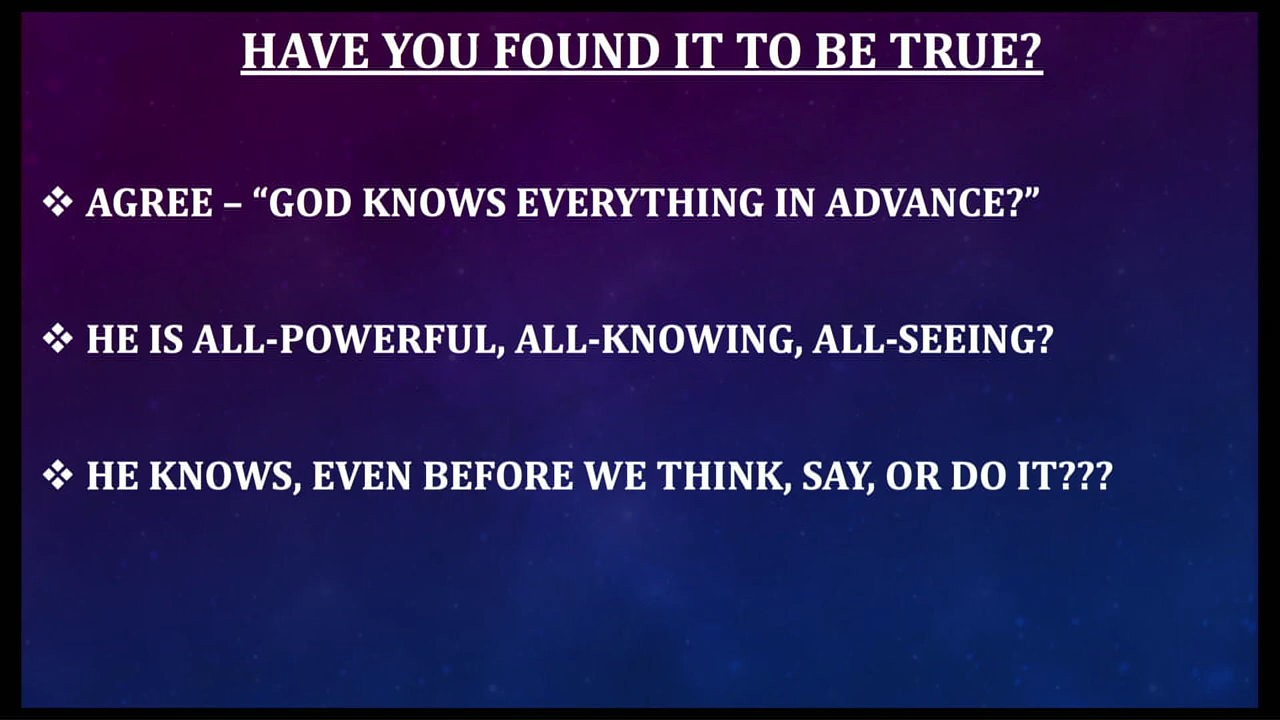 HAVE YOU FOUND IT TO BE TRUE?
❖ AGREE – “GOD KNOWS EVERYTHING IN ADVANCE?”
❖ HE IS ALL-POWERFUL, ALL-KNOWING, ALL-SEEING?
❖ HE KNOWS, EVEN BEFORE WE THINK, SAY, OR DO IT???